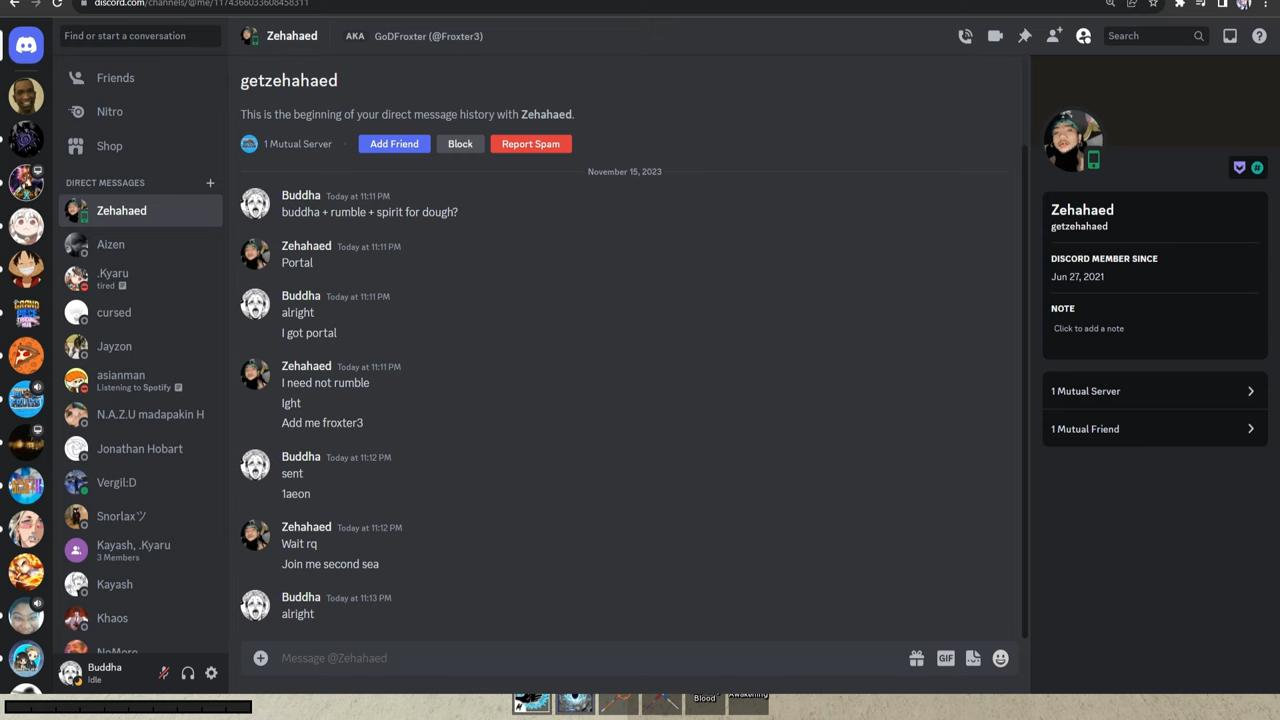 discord.com/channels/@me/1174366033608458311
Find or start a conversation
Zehahaed
AKA GoDFroxter (@Froxter3)
Search
Friends
Nitro
Shop
DIRECT MESSAGES
Zehahaed
Aizen
.Kyaru
tired
cursed
Jayzon
asianman
Listening to Spotify
N.A.Z.U madapakin H
Jonathan Hobart
Vergil:D
Snorlaxツ
Kayash, .Kyaru
3 Members
Kayash
Khaos
NoMore
Buddha
Idle
getzehahaed
This is the beginning of your direct message history with Zehahaed.
1 Mutual Server
Add Friend
Block
Report Spam
November 15, 2023
Buddha Today at 11:11 PM
buddha + rumble + spirit for dough?
Zehahaed Today at 11:11 PM
Portal
Buddha Today at 11:11 PM
alright
I got portal
Zehahaed Today at 11:11 PM
I need not rumble
Ight
Add me froxter3
Buddha Today at 11:12 PM
sent
1aeon
Zehahaed Today at 11:12 PM
Wait rq
Join me second sea
Buddha Today at 11:13 PM
alright
Message @Zehahaed
GIF
Zehahaed
getzehahaed
DISCORD MEMBER SINCE
Jun 27, 2021
NOTE
Click to add a note
1 Mutual Server
1 Mutual Friend
Blood
Awakening